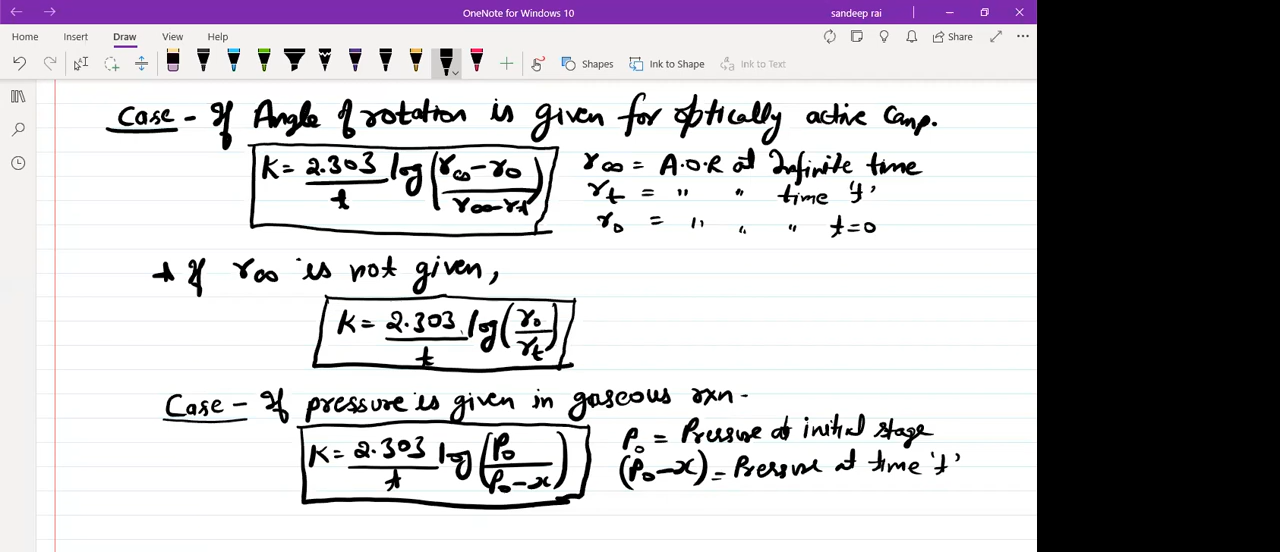 OneNote for Windows 10
sandeep rai
Home Insert Draw View Help
Share
Shapes Ink to Shape Ink to Text
Case - If Angle of rotation is given for optically active Comp.
K = 2.303/t log (r∞ - r0 / r∞ - rt)
r∞ = A.O.R at Infinite time
rt = " " time 't'
r0 = " " " t=0
* If r∞ is not given,
K = 2.303/t log (r0/rt)
Case - If pressure is given in gaseous rxn -
K = 2.303/t log (P0 / P0 - x)
P0 = Pressure at initial stage
(P0 - x) = Pressure at time 't'